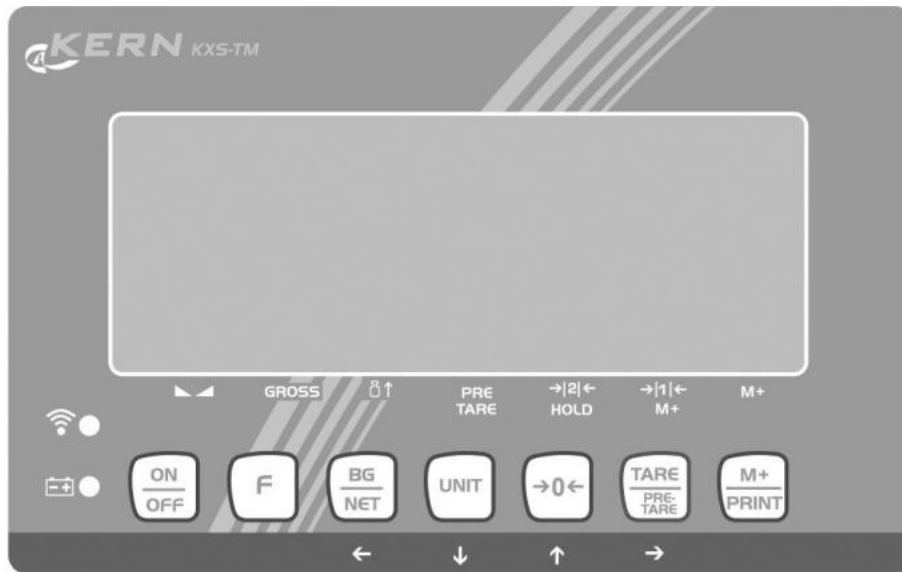 KERN KXS-TM
GROSS PRE TARE →|2|← HOLD →|1|← M+ M+
ON OFF
F
BG NET
UNIT
→0←
TARE PRE-TARE
M+ PRINT
← ↓ ↑ →